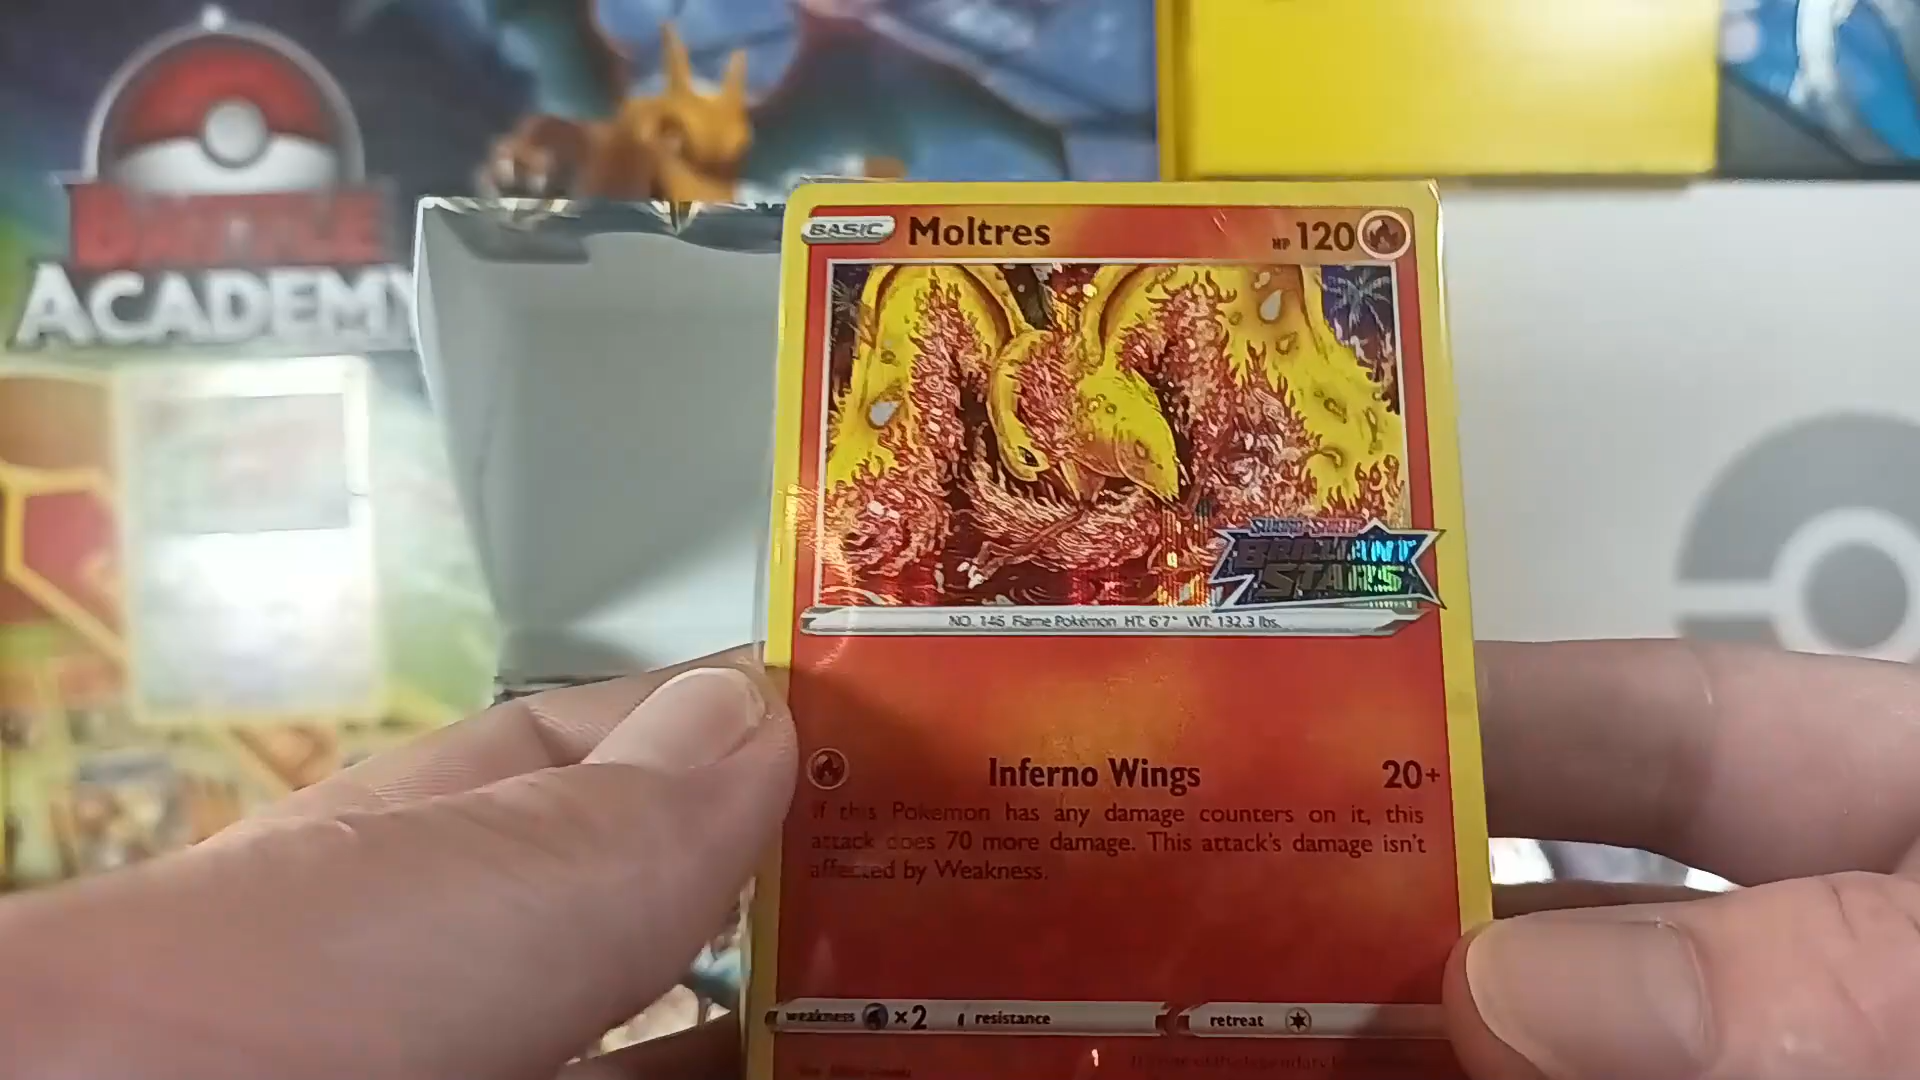 BATTLE
ACADEMY
BASIC Moltres HP 120
SWORD & SHIELD
BRILLIANT
STARS
NO. 146 Flame Pokémon HT: 6'7" WT: 132.3 lbs.
Inferno Wings 20+
If this Pokémon has any damage counters on it, this
attack does 70 more damage. This attack's damage isn't
affected by Weakness.
weakness ×2 resistance retreat